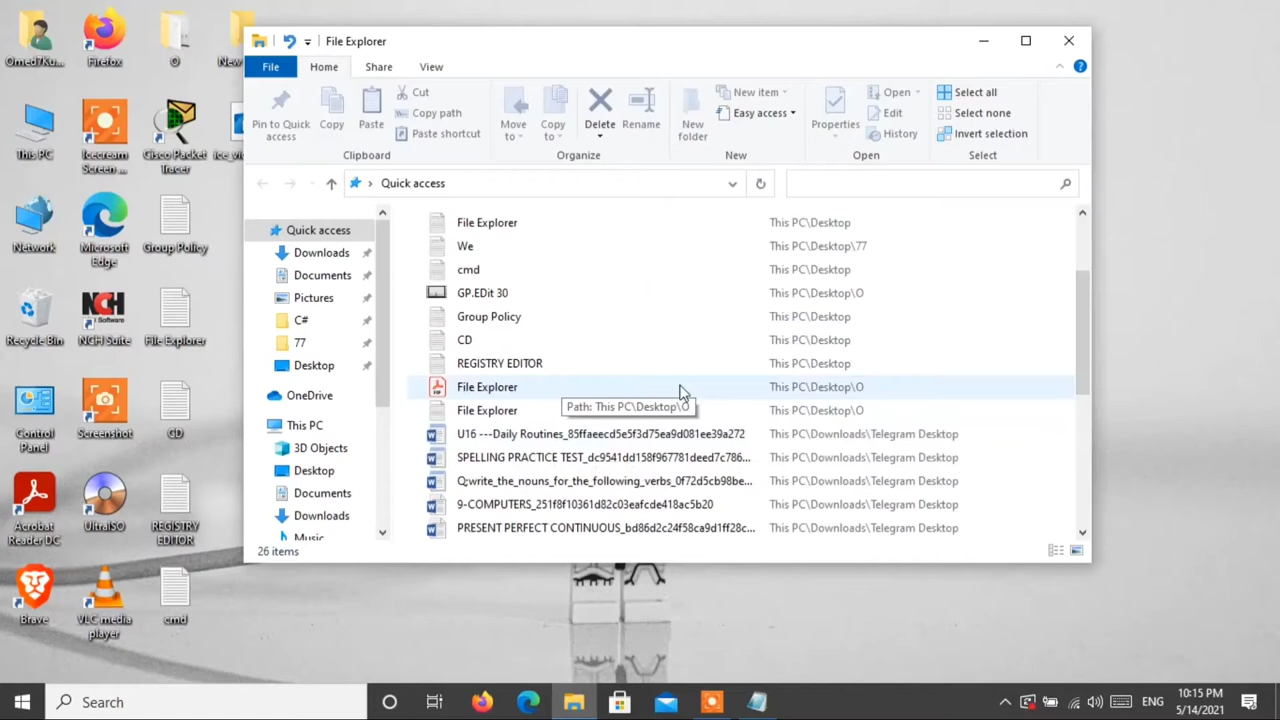 File Explorer
File
Home
Share
View
Pin to Quick access
Copy
Paste
Cut
Copy path
Paste shortcut
Clipboard
Move to
Copy to
Delete
Rename
Organize
New folder
New item
Easy access
New
Properties
Open
Edit
History
Open
Select all
Select none
Invert selection
Select
Quick access
Quick access
Downloads
Documents
Pictures
C#
77
Desktop
OneDrive
This PC
3D Objects
Desktop
Documents
Downloads
Music
File Explorer This PC\Desktop
We This PC\Desktop\77
cmd This PC\Desktop
GP.EDit 30 This PC\Desktop\O
Group Policy This PC\Desktop
CD This PC\Desktop
REGISTRY EDITOR This PC\Desktop
File Explorer This PC\Desktop\O
Path: This PC\Desktop\O
File Explorer This PC\Desktop\O
U16 ---Daily Routines_85ffaeecd5e5f3d75ea9d081ee39a272 This PC\Downloads\Telegram Desktop
SPELLING PRACTICE TEST_dc9541dd158f967781deed7c786... This PC\Downloads\Telegram Desktop
Q;write_the_nouns_for_the_following_verbs_0f72d5cb98be... This PC\Downloads\Telegram Desktop
9-COMPUTERS_251f8f10361d82c03eafcde418ac5b20 This PC\Downloads\Telegram Desktop
PRESENT PERFECT CONTINUOUS_bd86d2c24f58ca9d1ff28c... This PC\Downloads\Telegram Desktop
26 items
Omed7Ku...
Firefox
O
New
This PC
Icecream Screen ...
Cisco Packet Tracer
ice_vi
Network
Microsoft Edge
Group Policy
Recycle Bin
NCH Software
NCH Suite
File Explorer
Control Panel
Screenshot
CD
Acrobat Reader DC
UltraISO
REGISTRY EDITOR
Brave
VLC media player
cmd
Search
ENG
10:15 PM
5/14/2021